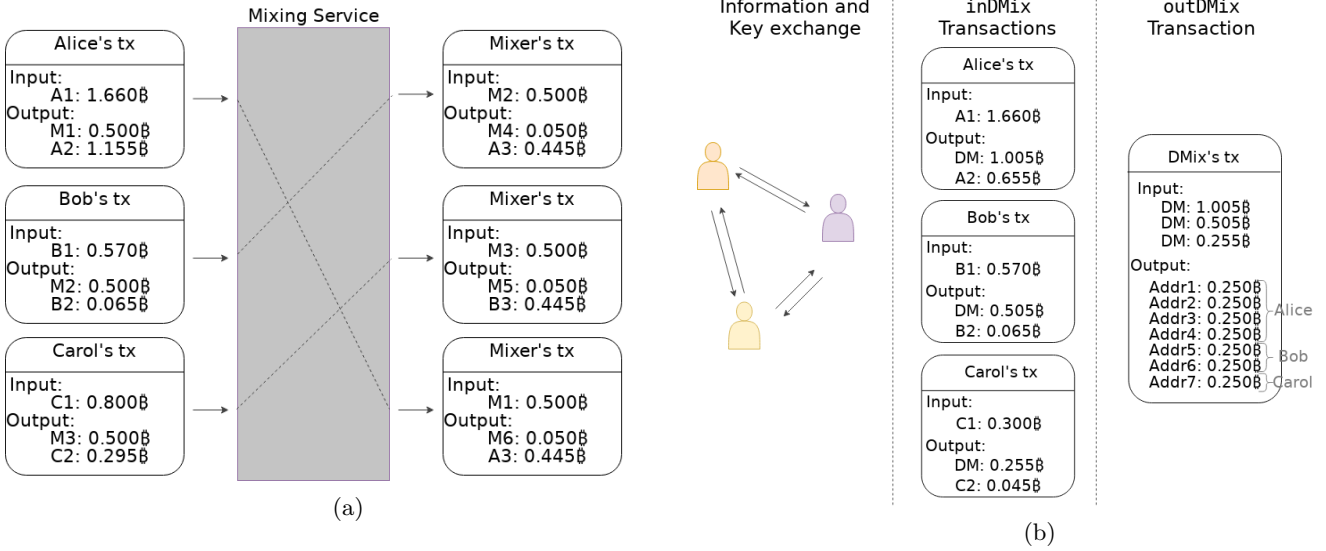 Mixing Service
Alice's tx
Input:
A1: 1.660₿
Output:
M1: 0.500₿
A2: 1.155₿
Bob's tx
Input:
B1: 0.570₿
Output:
M2: 0.500₿
B2: 0.065₿
Carol's tx
Input:
C1: 0.800₿
Output:
M3: 0.500₿
C2: 0.295₿
Mixer's tx
Input:
M2: 0.500₿
Output:
M4: 0.050₿
A3: 0.445₿
Mixer's tx
Input:
M3: 0.500₿
Output:
M5: 0.050₿
B3: 0.445₿
Mixer's tx
Input:
M1: 0.500₿
Output:
M6: 0.050₿
A3: 0.445₿
(a)
Information and
Key exchange
inDMix
Transactions
Alice's tx
Input:
A1: 1.660₿
Output:
DM: 1.005₿
A2: 0.655₿
Bob's tx
Input:
B1: 0.570₿
Output:
DM: 0.505₿
B2: 0.065₿
Carol's tx
Input:
C1: 0.300₿
Output:
DM: 0.255₿
C2: 0.045₿
outDMix
Transaction
DMix's tx
Input:
DM: 1.005₿
DM: 0.505₿
DM: 0.255₿
Output:
Addr1: 0.250₿
Addr2: 0.250₿
Addr3: 0.250₿
Addr4: 0.250₿
Alice
Addr5: 0.250₿
Addr6: 0.250₿
Bob
Addr7: 0.250₿
Carol
(b)